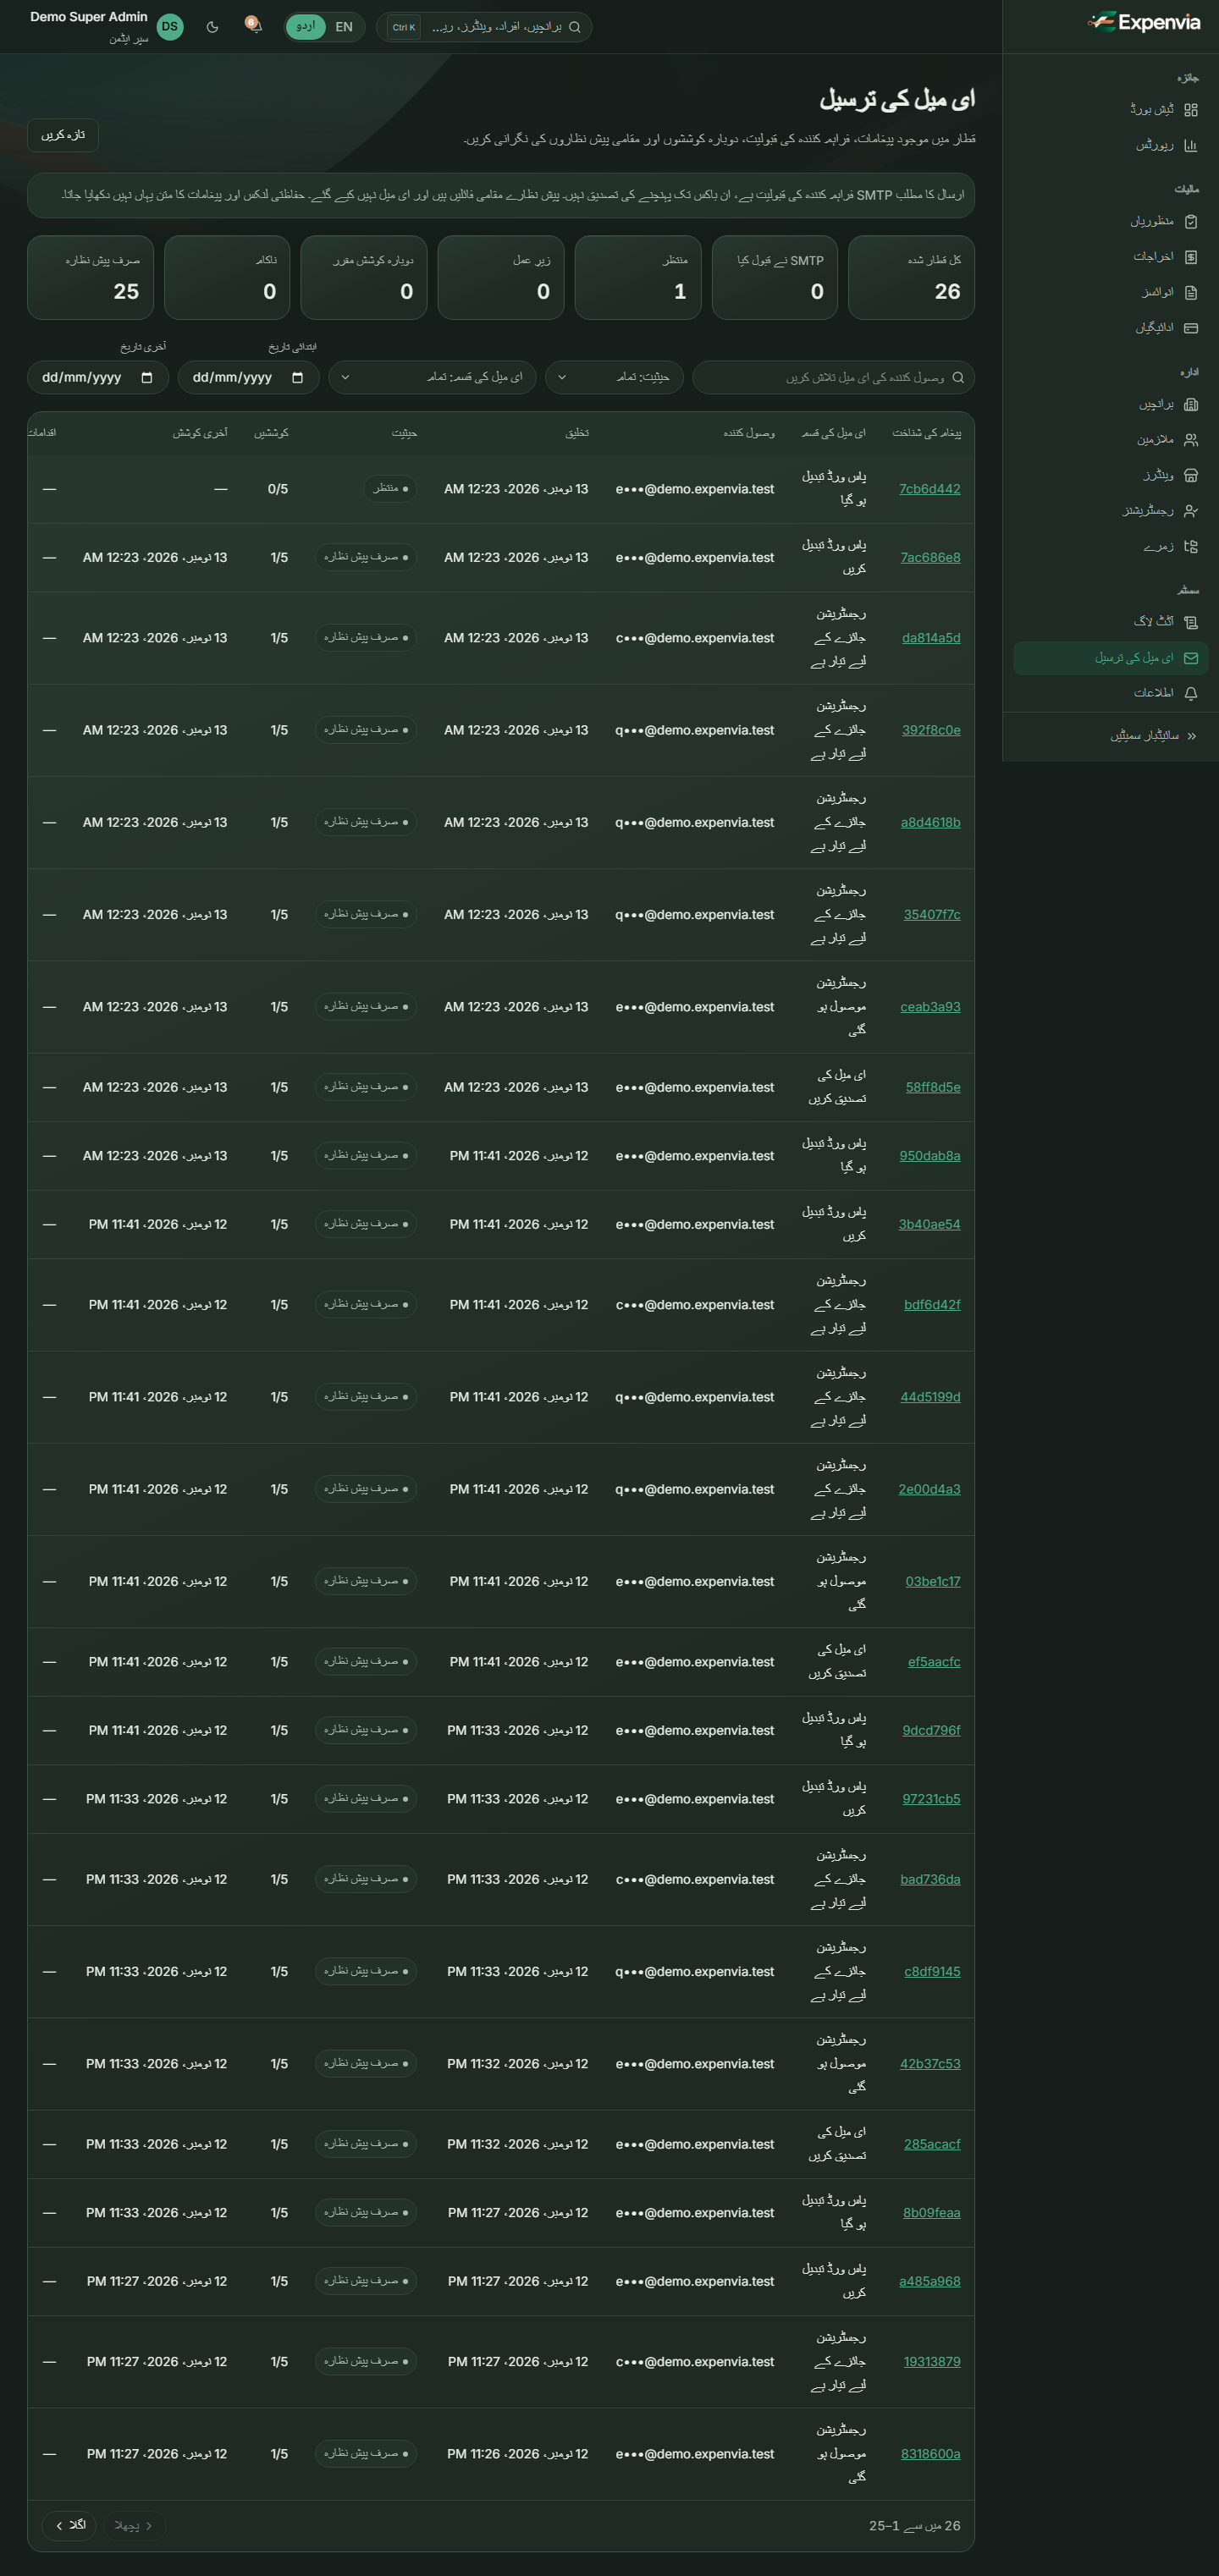 Expenvia
جائزہ
ڈیش بورڈ
رپورٹس
مالیات
منظوریاں
اخراجات
انوائسز
ادائیگیاں
ادارہ
برانچیں
ملازمین
وینڈرز
رجسٹریشنز
زمرے
سسٹم
آڈٹ لاگ
ای میل کی ترسیل
اطلاعات
سائیڈبار سمیٹیں
برانچیں، افراد، وینڈرز، رپ... Ctrl K
EN اردو
6
DS Demo Super Admin
سپر ایڈمن
ای میل کی ترسیل
قطار میں موجود پیغامات، فراہم کنندہ کی قبولیت، دوبارہ کوششوں اور مقامی پیش نظاروں کی نگرانی کریں۔
تازہ کریں
ارسال کا مطلب SMTP فراہم کنندہ کی قبولیت ہے، ان باکس تک پہنچنے کی تصدیق نہیں۔ پیش نظارے مقامی فائلیں ہیں اور ای میل نہیں کیے گئے۔ حفاظتی لنکس اور پیغامات کا متن یہاں نہیں دکھایا جاتا۔
کل قطار شدہ
26
SMTP نے قبول کیا
0
منتظر
1
زیر عمل
0
دوبارہ کوشش مقرر
0
ناکام
0
صرف پیش نظارہ
25
وصول کنندہ کی ای میل تلاش کریں
حیثیت: تمام
ای میل کی قسم: تمام
ابتدائی تاریخ
dd/mm/yyyy
آخری تاریخ
dd/mm/yyyy
پیغام کی شناخت ای میل کی قسم وصول کنندہ تخلیق حیثیت کوششیں آخری کوشش اقدامات
7cb6d442 پاس ورڈ تبدیل ہو گیا e•••@demo.expenvia.test 13 نومبر، 2026، 12:23 AM منتظر 0/5 — —
7ac686e8 پاس ورڈ تبدیل کریں e•••@demo.expenvia.test 13 نومبر، 2026، 12:23 AM صرف پیش نظارہ 1/5 13 نومبر، 2026، 12:23 AM —
da814a5d رجسٹریشن جائزے کے لیے تیار ہے c•••@demo.expenvia.test 13 نومبر، 2026، 12:23 AM صرف پیش نظارہ 1/5 13 نومبر، 2026، 12:23 AM —
392f8c0e رجسٹریشن جائزے کے لیے تیار ہے q•••@demo.expenvia.test 13 نومبر، 2026، 12:23 AM صرف پیش نظارہ 1/5 13 نومبر، 2026، 12:23 AM —
a8d4618b رجسٹریشن جائزے کے لیے تیار ہے q•••@demo.expenvia.test 13 نومبر، 2026، 12:23 AM صرف پیش نظارہ 1/5 13 نومبر، 2026، 12:23 AM —
35407f7c رجسٹریشن جائزے کے لیے تیار ہے q•••@demo.expenvia.test 13 نومبر، 2026، 12:23 AM صرف پیش نظارہ 1/5 13 نومبر، 2026، 12:23 AM —
ceab3a93 رجسٹریشن موصول ہو گئی e•••@demo.expenvia.test 13 نومبر، 2026، 12:23 AM صرف پیش نظارہ 1/5 13 نومبر، 2026، 12:23 AM —
58ff8d5e ای میل کی تصدیق کریں e•••@demo.expenvia.test 13 نومبر، 2026، 12:23 AM صرف پیش نظارہ 1/5 13 نومبر، 2026، 12:23 AM —
950dab8a پاس ورڈ تبدیل ہو گیا e•••@demo.expenvia.test 12 نومبر، 2026، 11:41 PM صرف پیش نظارہ 1/5 13 نومبر، 2026، 12:23 AM —
3b40ae54 پاس ورڈ تبدیل کریں e•••@demo.expenvia.test 12 نومبر، 2026، 11:41 PM صرف پیش نظارہ 1/5 12 نومبر، 2026، 11:41 PM —
bdf6d42f رجسٹریشن جائزے کے لیے تیار ہے c•••@demo.expenvia.test 12 نومبر، 2026، 11:41 PM صرف پیش نظارہ 1/5 12 نومبر، 2026، 11:41 PM —
44d5199d رجسٹریشن جائزے کے لیے تیار ہے q•••@demo.expenvia.test 12 نومبر، 2026، 11:41 PM صرف پیش نظارہ 1/5 12 نومبر، 2026، 11:41 PM —
2e00d4a3 رجسٹریشن جائزے کے لیے تیار ہے q•••@demo.expenvia.test 12 نومبر، 2026، 11:41 PM صرف پیش نظارہ 1/5 12 نومبر، 2026، 11:41 PM —
03be1c17 رجسٹریشن موصول ہو گئی e•••@demo.expenvia.test 12 نومبر، 2026، 11:41 PM صرف پیش نظارہ 1/5 12 نومبر، 2026، 11:41 PM —
ef5aacfc ای میل کی تصدیق کریں e•••@demo.expenvia.test 12 نومبر، 2026، 11:41 PM صرف پیش نظارہ 1/5 12 نومبر، 2026، 11:41 PM —
9dcd796f پاس ورڈ تبدیل ہو گیا e•••@demo.expenvia.test 12 نومبر، 2026، 11:33 PM صرف پیش نظارہ 1/5 12 نومبر، 2026، 11:41 PM —
97231cb5 پاس ورڈ تبدیل کریں e•••@demo.expenvia.test 12 نومبر، 2026، 11:33 PM صرف پیش نظارہ 1/5 12 نومبر، 2026، 11:33 PM —
bad736da رجسٹریشن جائزے کے لیے تیار ہے c•••@demo.expenvia.test 12 نومبر، 2026، 11:33 PM صرف پیش نظارہ 1/5 12 نومبر، 2026، 11:33 PM —
c8df9145 رجسٹریشن جائزے کے لیے تیار ہے q•••@demo.expenvia.test 12 نومبر، 2026، 11:33 PM صرف پیش نظارہ 1/5 12 نومبر، 2026، 11:33 PM —
42b37c53 رجسٹریشن موصول ہو گئی e•••@demo.expenvia.test 12 نومبر، 2026، 11:32 PM صرف پیش نظارہ 1/5 12 نومبر، 2026، 11:33 PM —
285acacf ای میل کی تصدیق کریں e•••@demo.expenvia.test 12 نومبر، 2026، 11:32 PM صرف پیش نظارہ 1/5 12 نومبر، 2026، 11:33 PM —
8b09feaa پاس ورڈ تبدیل ہو گیا e•••@demo.expenvia.test 12 نومبر، 2026، 11:27 PM صرف پیش نظارہ 1/5 12 نومبر، 2026، 11:33 PM —
a485a968 پاس ورڈ تبدیل کریں e•••@demo.expenvia.test 12 نومبر، 2026، 11:27 PM صرف پیش نظارہ 1/5 12 نومبر، 2026، 11:27 PM —
19313879 رجسٹریشن جائزے کے لیے تیار ہے c•••@demo.expenvia.test 12 نومبر، 2026، 11:27 PM صرف پیش نظارہ 1/5 12 نومبر، 2026، 11:27 PM —
8318600a رجسٹریشن موصول ہو گئی e•••@demo.expenvia.test 12 نومبر، 2026، 11:26 PM صرف پیش نظارہ 1/5 12 نومبر، 2026، 11:27 PM —
26 میں سے 1–25
پچھلا اگلا